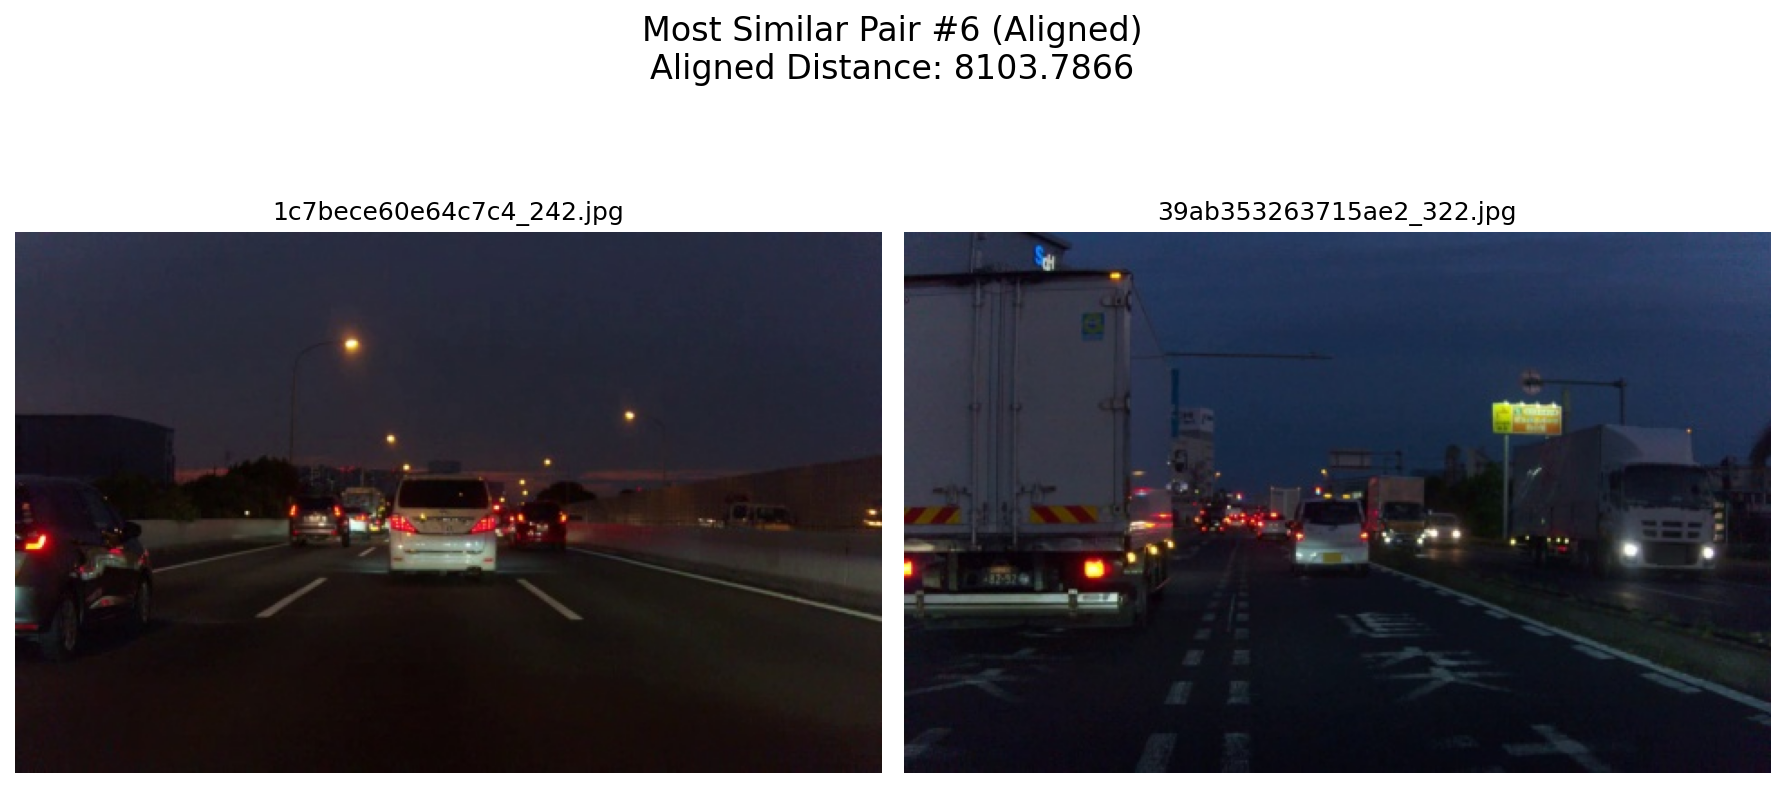 Most Similar Pair #6 (Aligned)
Aligned Distance: 8103.7866
1c7bece60e64c7c4_242.jpg
39ab353263715ae2_322.jpg